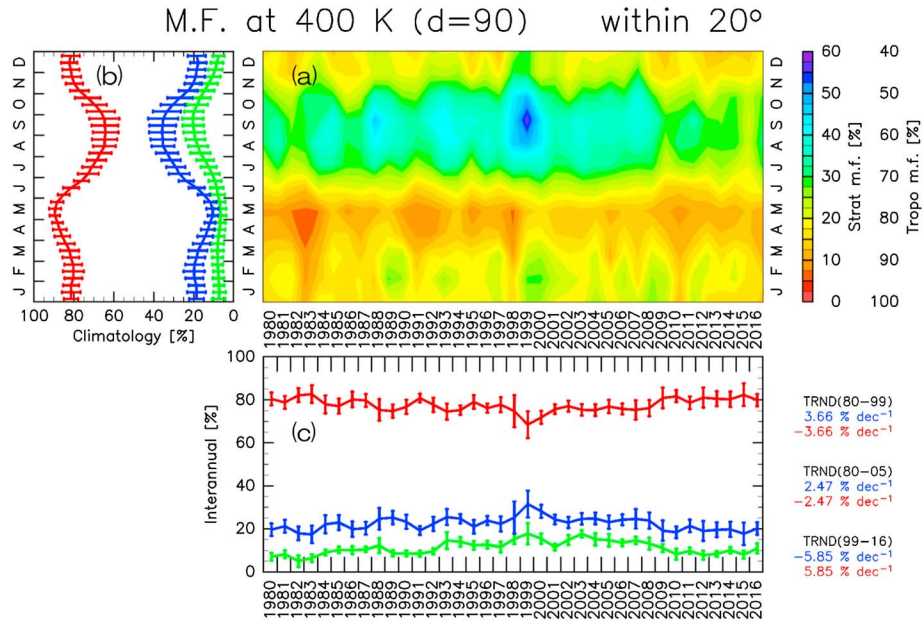 M.F. at 400 K (d=90) within 20º
(b)
(a)
J F M A M J J A S O N D
100 80 60 40 20 0
Climatology [%]
J F M A M J J A S O N D
60 50 40 30 20 10 0
Strat m.f. [%]
40 50 60 70 80 90 100
Tropo m.f. [%]
1980 1981 1982 1983 1984 1985 1986 1987 1988 1989 1990 1991 1992 1993 1994 1995 1996 1997 1998 1999 2000 2001 2002 2003 2004 2005 2006 2007 2008 2009 2010 2011 2012 2013 2014 2015 2016
100 80 60 40 20 0
Interannual [%]
(c)
TRND(80−99)
3.66 % dec−1
−3.66 % dec−1
TRND(80−05)
2.47 % dec−1
−2.47 % dec−1
TRND(99−16)
−5.85 % dec−1
5.85 % dec−1
1980 1981 1982 1983 1984 1985 1986 1987 1988 1989 1990 1991 1992 1993 1994 1995 1996 1997 1998 1999 2000 2001 2002 2003 2004 2005 2006 2007 2008 2009 2010 2011 2012 2013 2014 2015 2016